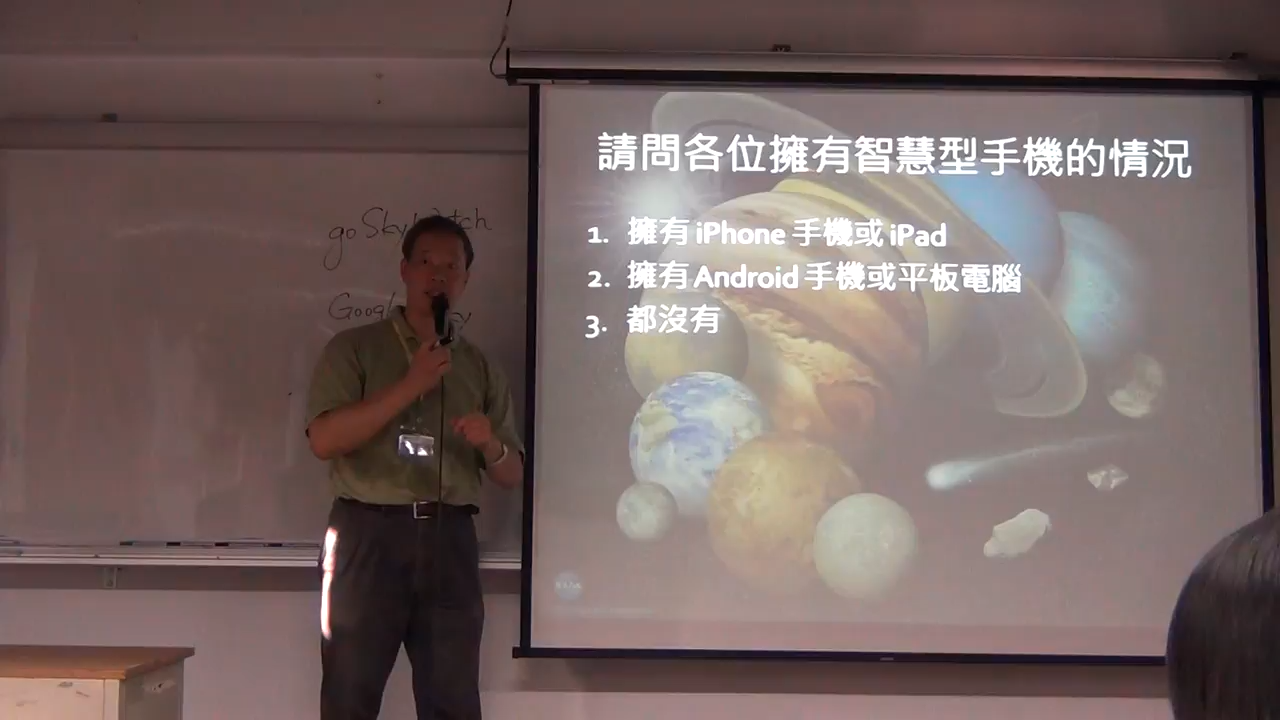 請問各位擁有智慧型手機的情況
1. 擁有 iPhone 手機或 iPad
2. 擁有 Android 手機或平板電腦
3. 都沒有
go